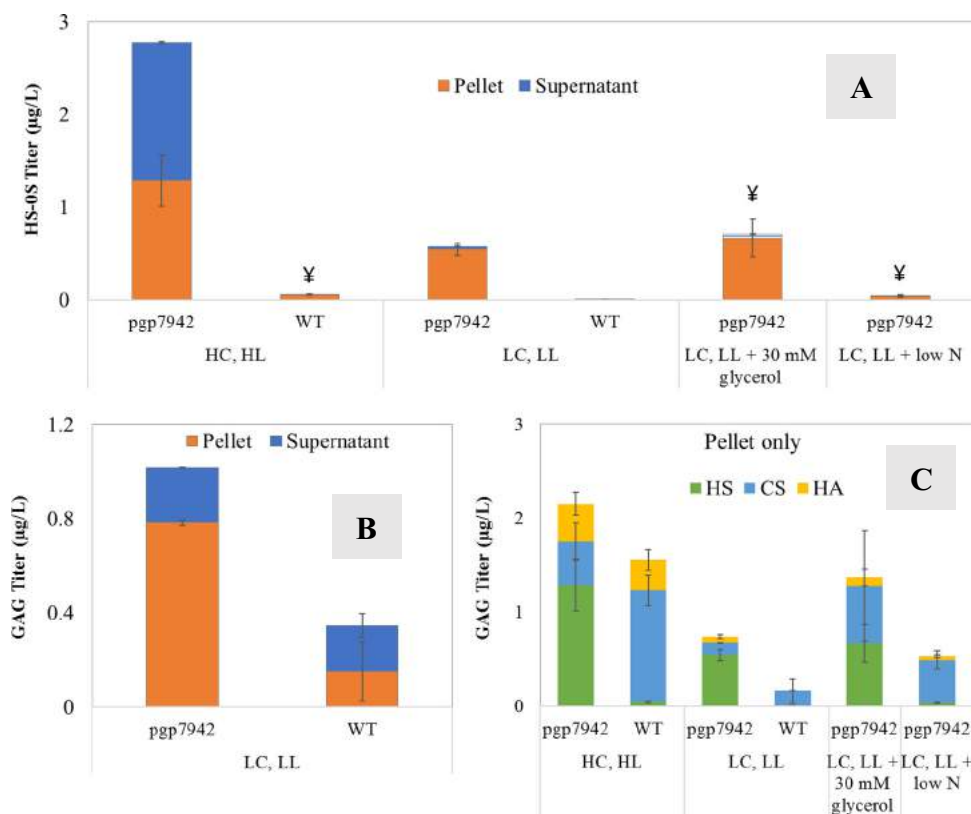 3
2
1
0
HS-0S Titer (µg/L)
Pellet Supernatant
A
¥
¥
¥
pgp7942 WT pgp7942 WT pgp7942 pgp7942
HC, HL LC, LL LC, LL + 30 mM LC, LL + low N
glycerol
1.2
0.8
0.4
0
GAG Titer (µg/L)
Pellet Supernatant
B
pgp7942 WT
LC, LL
3
2
1
0
GAG Titer (µg/L)
Pellet only
HS CS HA
C
pgp7942 WT pgp7942 WT pgp7942 pgp7942
HC, HL LC, LL LC, LL + LC, LL +
30 mM low N
glycerol